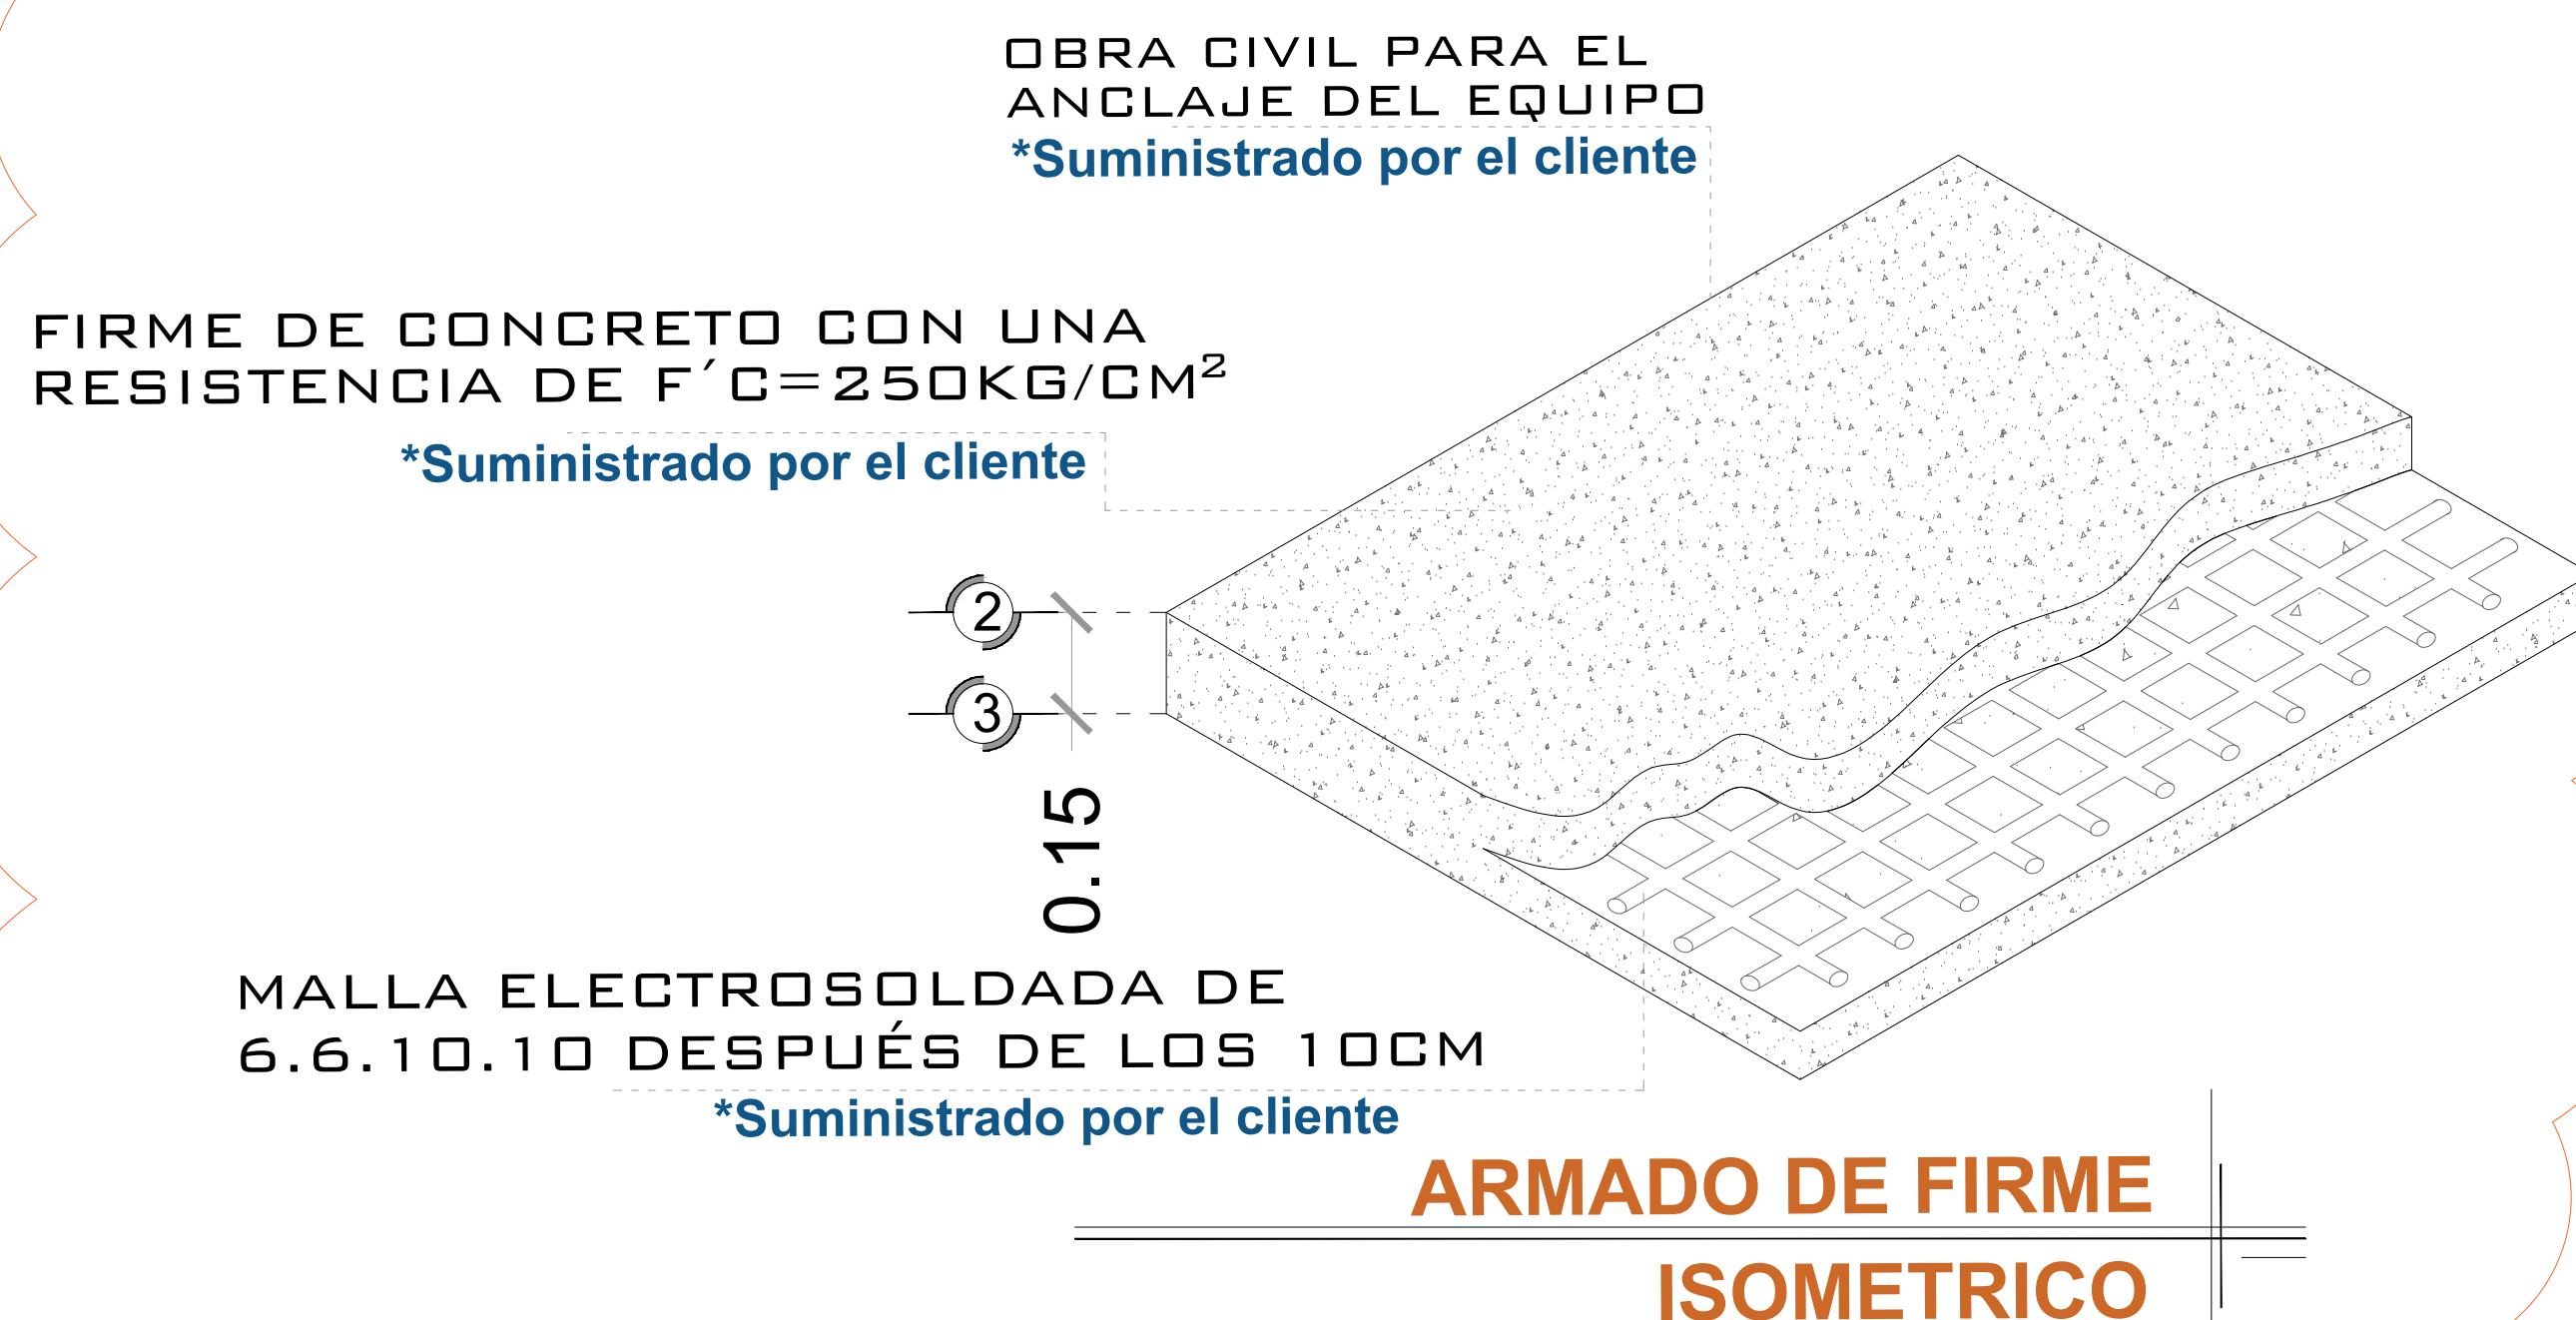 OBRA CIVIL PARA EL
ANCLAJE DEL EQUIPO
*Suministrado por el cliente
FIRME DE CONCRETO CON UNA
RESISTENCIA DE F´C=250KG/CM²
*Suministrado por el cliente
2
3
0.15
MALLA ELECTROSOLDADA DE
6.6.10.10 DESPUÉS DE LOS 10CM
*Suministrado por el cliente
ARMADO DE FIRME
ISOMETRICO